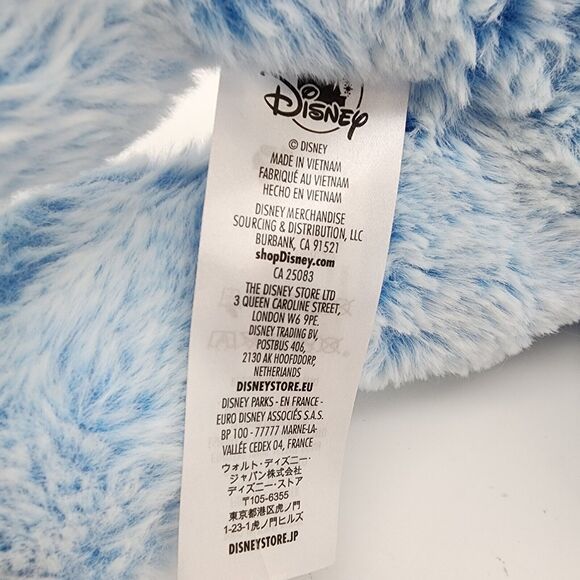 Disney
© DISNEY
MADE IN VIETNAM
FABRIQUÉ AU VIETNAM
HECHO EN VIETNAM
DISNEY MERCHANDISE
SOURCING & DISTRIBUTION, LLC
BURBANK, CA 91521
shopDisney.com
CA 25083
THE DISNEY STORE LTD
3 QUEEN CAROLINE STREET,
LONDON W6 9PE.
DISNEY TRADING BV,
POSTBUS 406,
2130 AK HOOFDDORP,
NETHERLANDS
DISNEYSTORE.EU
DISNEY PARKS - EN FRANCE -
EURO DISNEY ASSOCIÉS S.A.S.
BP 100 - 77777 MARNE-LA-
VALLÉE CEDEX 04, FRANCE
ウォルト・ディズニー・
ジャパン株式会社
ディズニー・ストア
〒105-6355
東京都港区虎ノ門
1-23-1虎ノ門ヒルズ
DISNEYSTORE.JP